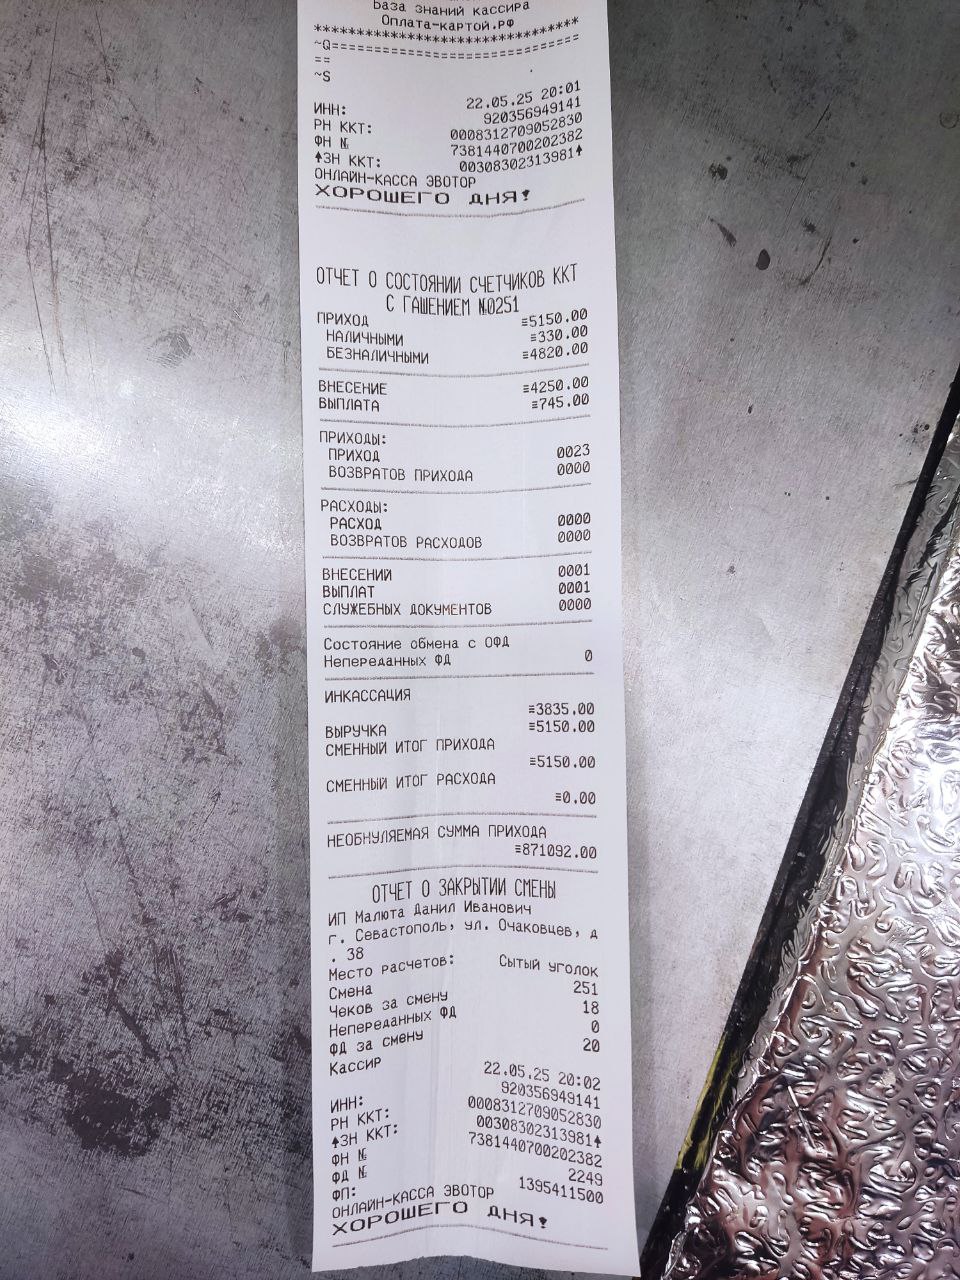 База знаний кассира
Оплата-картой.рф
********************************
~Q==============================
==
~S
22.05.25 20:01
ИНН: 920356949141
РН ККТ: 0008312709052830
ФН № 7381440700202382
↑ЗН ККТ: 00308302313981↑
ОНЛАЙН-КАССА ЭВОТОР
ХОРОШЕГО ДНЯ!
ОТЧЕТ О СОСТОЯНИИ СЧЕТЧИКОВ ККТ
С ГАШЕНИЕМ №0251
ПРИХОД ≡5150.00
НАЛИЧНЫМИ ≡330.00
БЕЗНАЛИЧНЫМИ ≡4820.00
ВНЕСЕНИЕ ≡4250.00
ВЫПЛАТА ≡745.00
ПРИХОДЫ:
ПРИХОД 0023
ВОЗВРАТОВ ПРИХОДА 0000
РАСХОДЫ:
РАСХОД 0000
ВОЗВРАТОВ РАСХОДОВ 0000
ВНЕСЕНИЙ 0001
ВЫПЛАТ 0001
СЛУЖЕБНЫХ ДОКУМЕНТОВ 0000
Состояние обмена с ОФД
Непереданных ФД 0
ИНКАССАЦИЯ
≡3835.00
ВЫРУЧКА ≡5150.00
СМЕННЫЙ ИТОГ ПРИХОДА
≡5150.00
СМЕННЫЙ ИТОГ РАСХОДА
≡0.00
НЕОБНУЛЯЕМАЯ СУММА ПРИХОДА
≡871092.00
ОТЧЕТ О ЗАКРЫТИИ СМЕНЫ
ИП Малюта Данил Иванович
г. Севастополь, ул. Очаковцев, д
. 38
Место расчетов: Сытый уголок
Смена 251
Чеков за смену 18
Непереданных ФД 0
ФД за смену 20
Кассир
22.05.25 20:02
ИНН: 920356949141
РН ККТ: 0008312709052830
↑ЗН ККТ: 00308302313981↑
ФН № 7381440700202382
ФД № 2249
ФП: 1395411500
ОНЛАЙН-КАССА ЭВОТОР
ХОРОШЕГО ДНЯ!